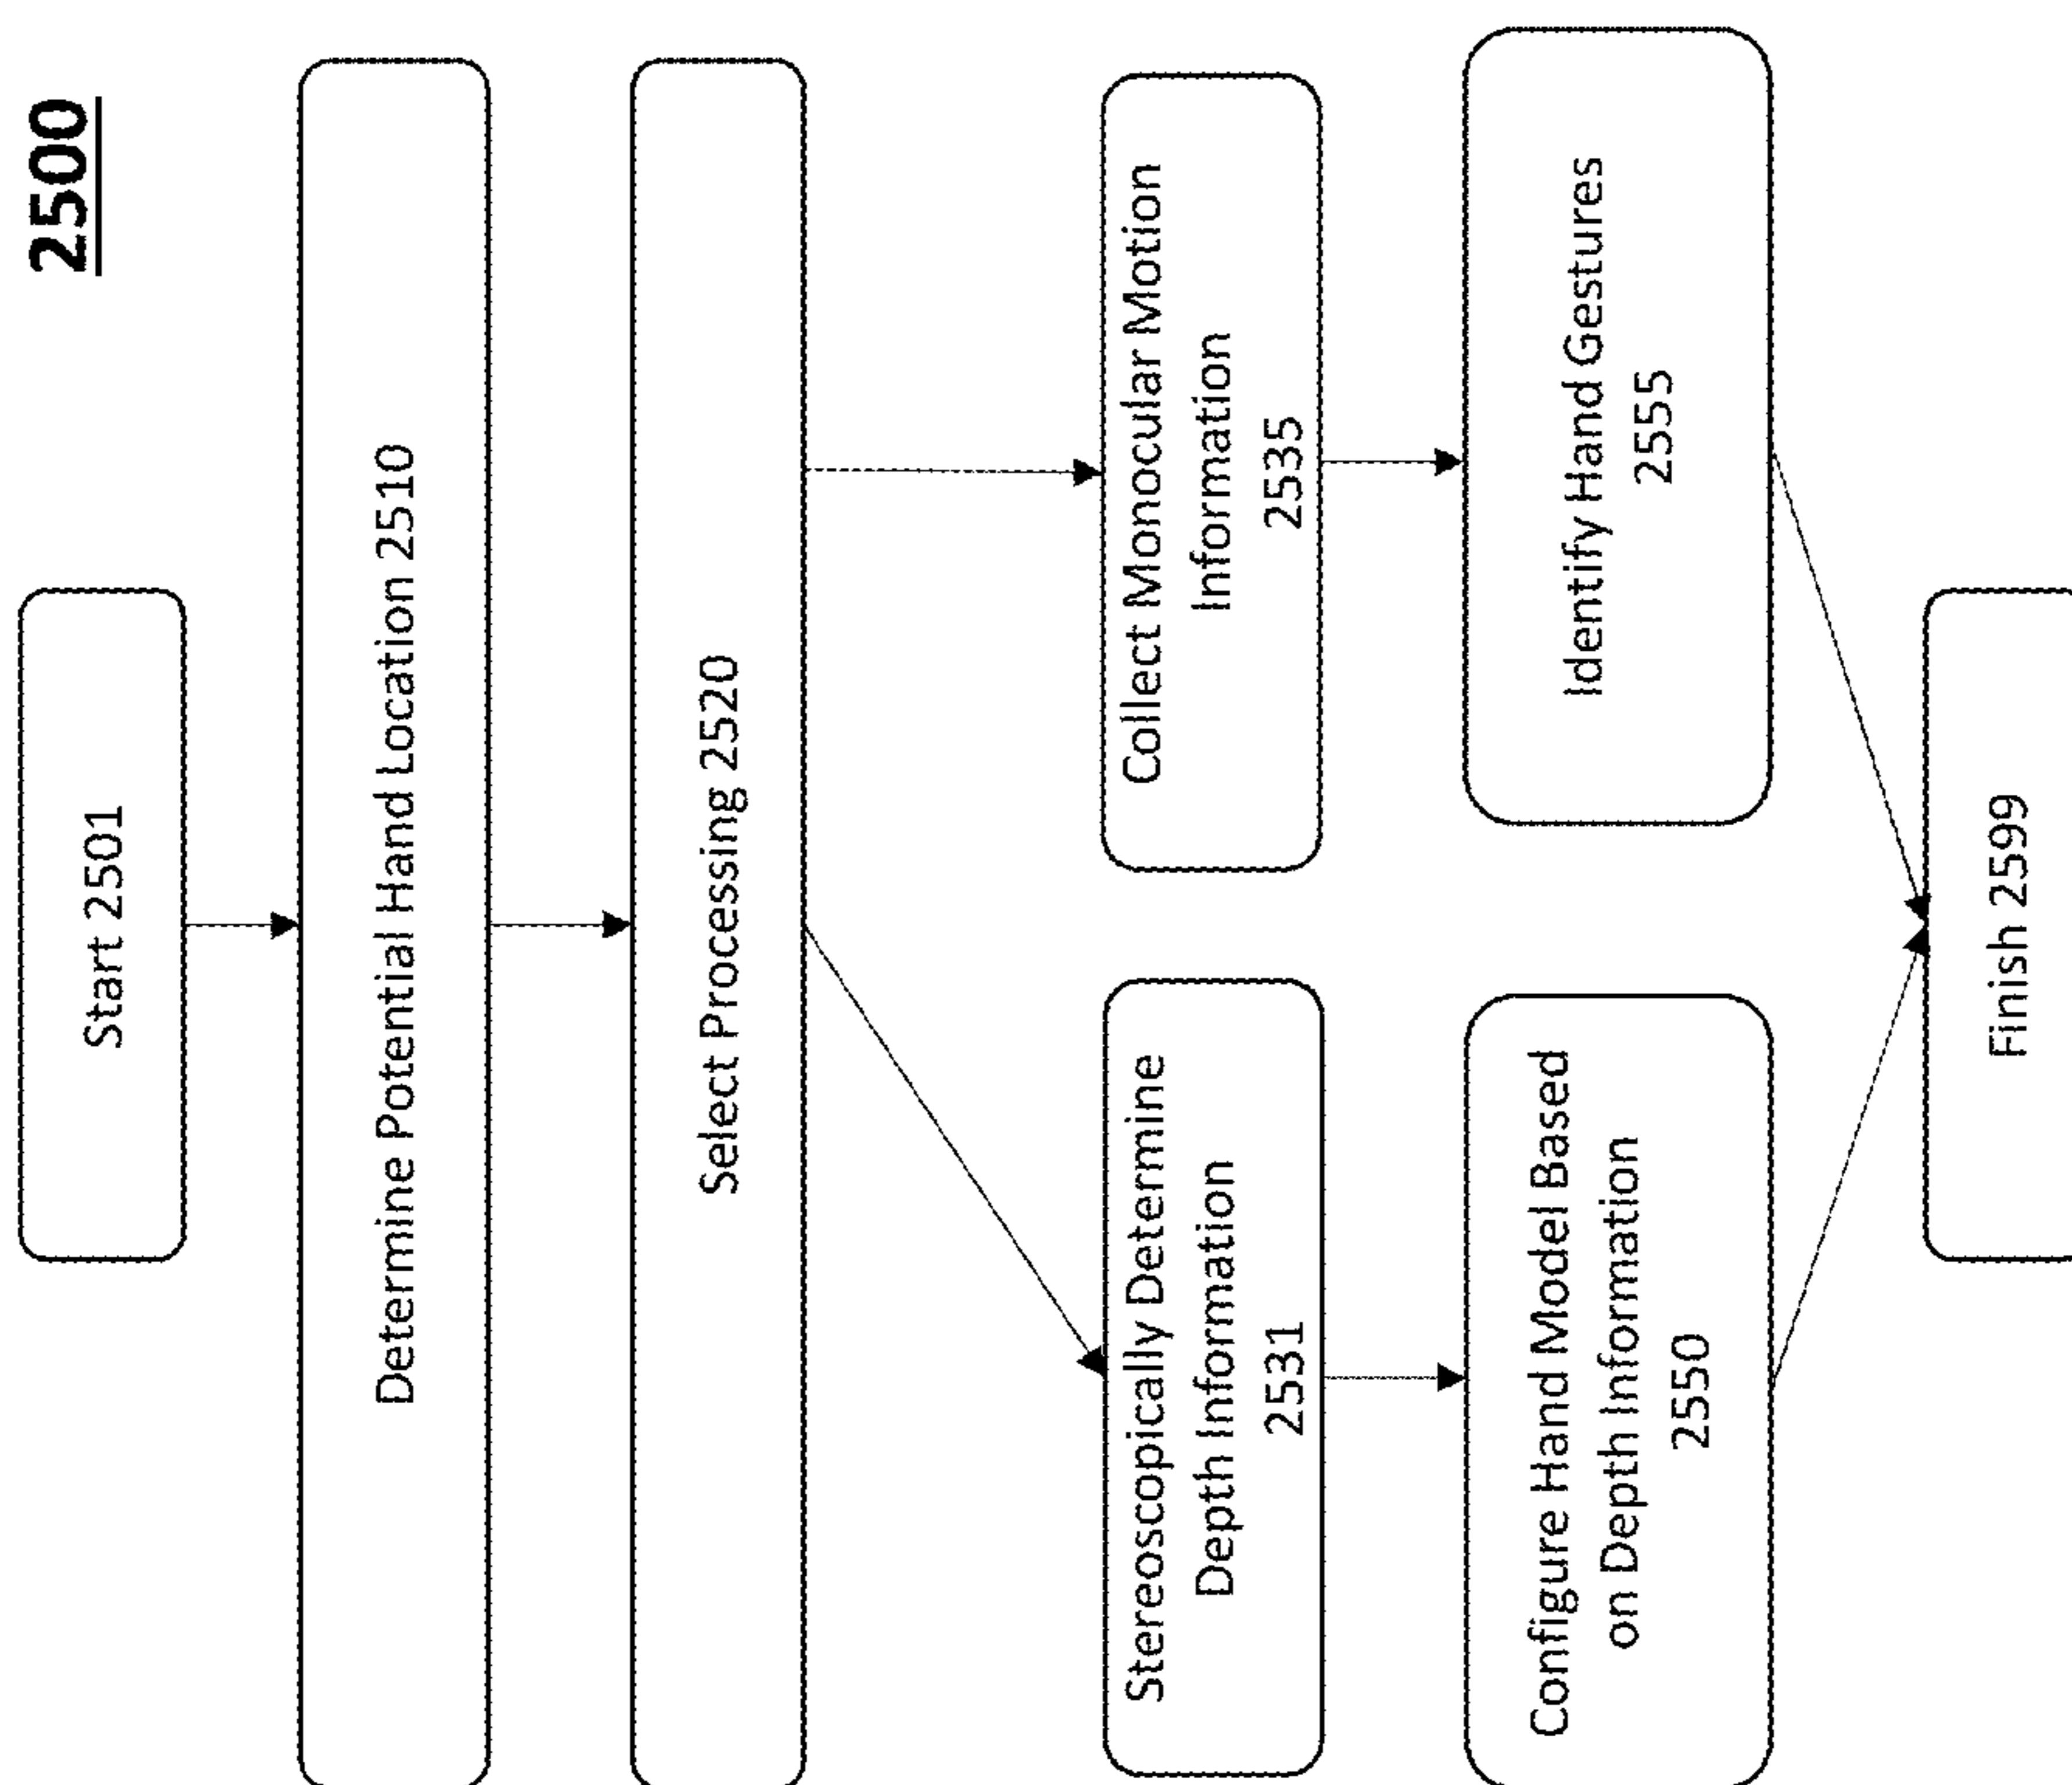 2500
Start 2501
Determine Potential Hand Location 2510
Select Processing 2520
Stereoscopically Determine
Depth Information
2531
Collect Monocular Motion
Information
2535
Configure Hand Model Based
on Depth Information
2550
Identify Hand Gestures
2555
Finish 2599